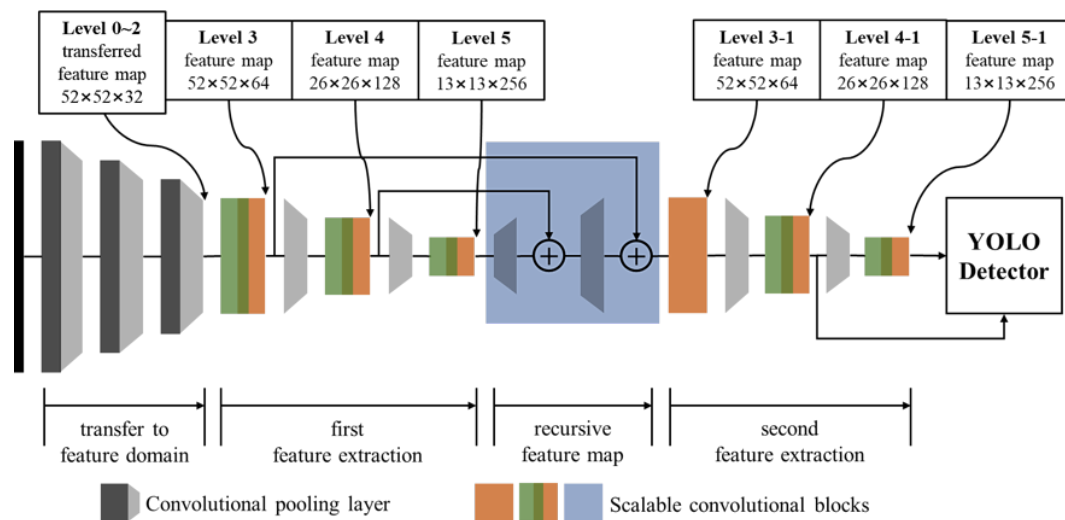 Level 0~2
transferred
feature map
52×52×32
Level 3
feature map
52×52×64
Level 4
feature map
26×26×128
Level 5
feature map
13×13×256
Level 3-1
feature map
52×52×64
Level 4-1
feature map
26×26×128
Level 5-1
feature map
13×13×256
YOLO
Detector
transfer to
feature domain
first
feature extraction
recursive
feature map
second
feature extraction
Convolutional pooling layer
Scalable convolutional blocks